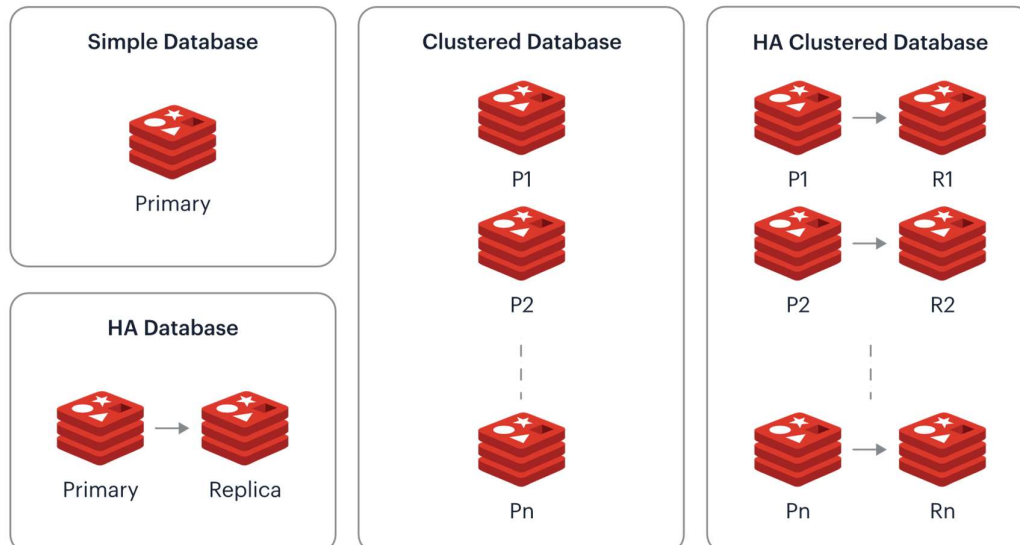 Simple Database
Primary
HA Database
Primary Replica
Clustered Database
P1
P2
Pn
HA Clustered Database
P1 R1
P2 R2
Pn Rn